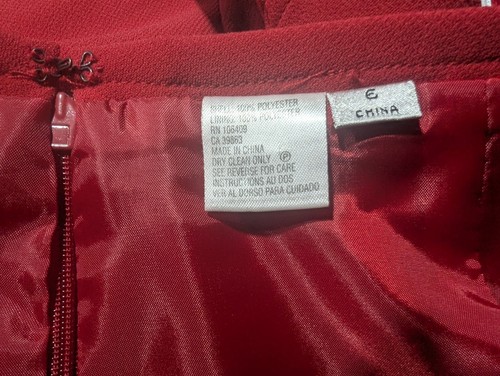 SHELL: 100% POLYESTER
LINING: 100% POLYESTER
RN 106409
CA 39863
MADE IN CHINA
DRY CLEAN ONLY Ⓟ
SEE REVERSE FOR CARE
INSTRUCTIONS AU DOS
VER AL DORSO PARA CUIDADO
6
CHINA